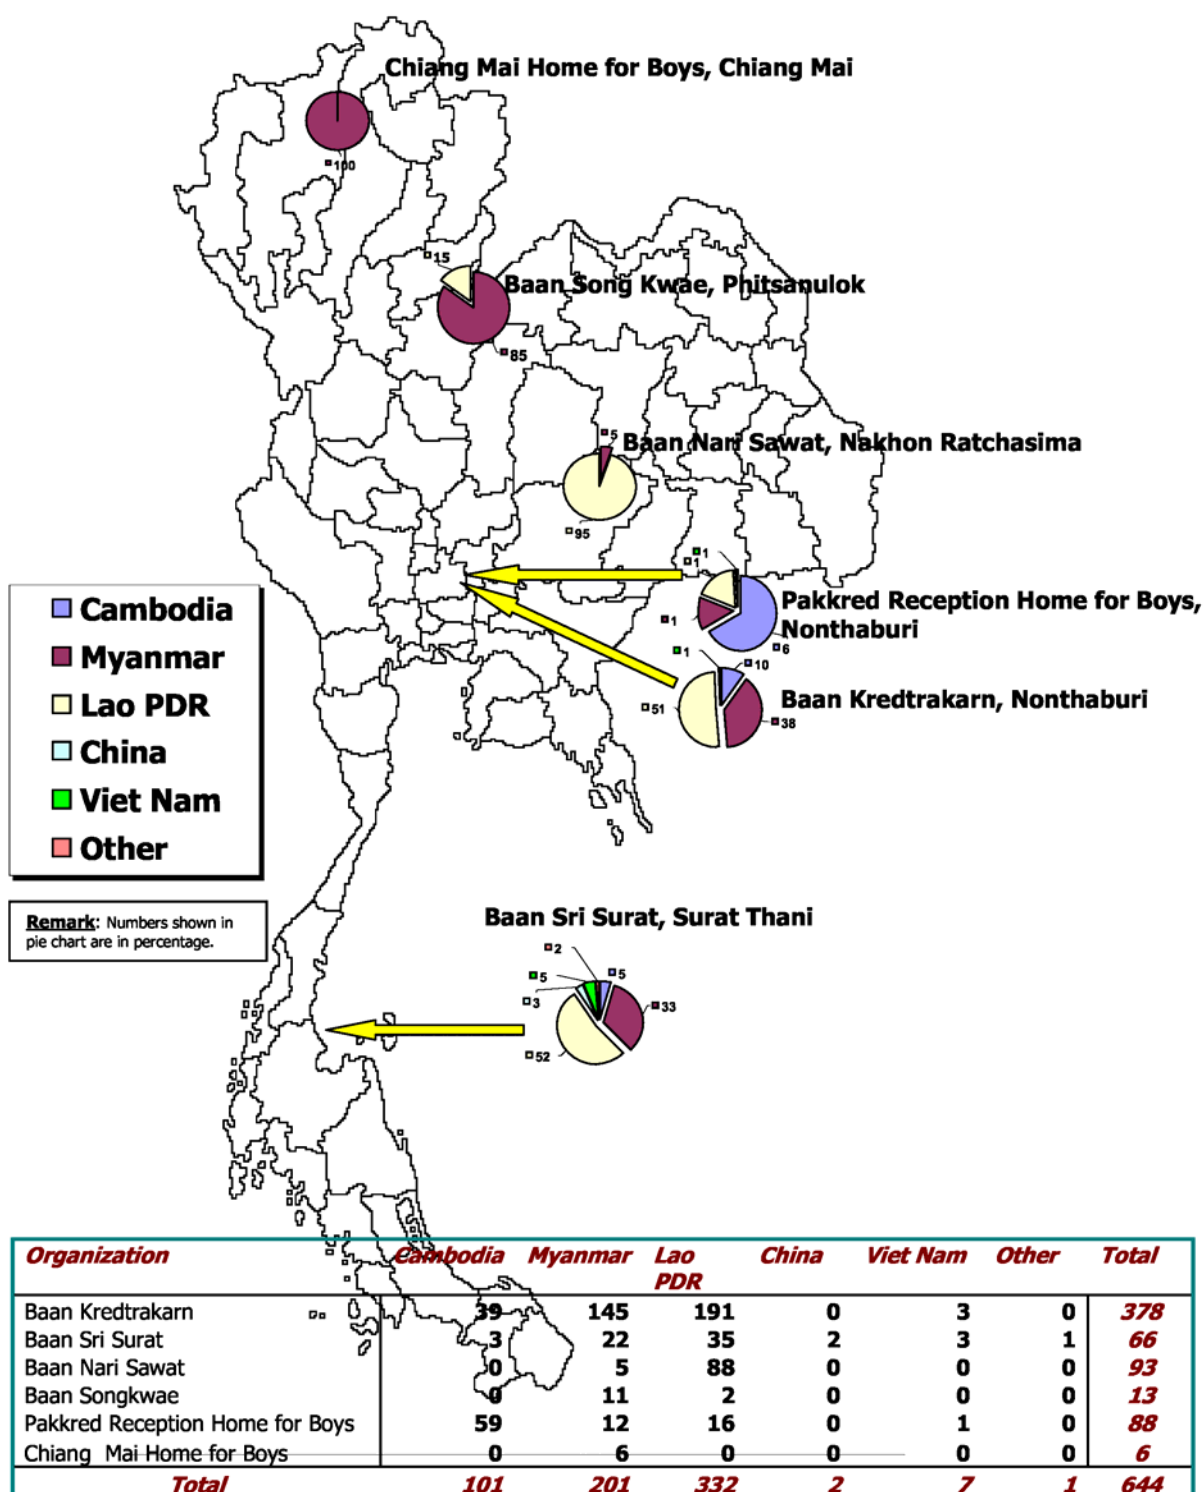 Chiang Mai Home for Boys, Chiang Mai
100
15
Baan Song Kwae, Phitsanulok
85
5
Baan Nari Sawat, Nakhon Ratchasima
95
1
1
Pakkred Reception Home for Boys,
Nonthaburi
1
6
1
10
Baan Kredtrakarn, Nonthaburi
51
38
Cambodia
Myanmar
Lao PDR
China
Viet Nam
Other
Remark: Numbers shown in
pie chart are in percentage.
Baan Sri Surat, Surat Thani
2
5
5
3
33
52
Organization Cambodia Myanmar Lao PDR China Viet Nam Other Total
Baan Kredtrakarn 39 145 191 0 3 0 378
Baan Sri Surat 3 22 35 2 3 1 66
Baan Nari Sawat 0 5 88 0 0 0 93
Baan Songkwae 0 11 2 0 0 0 13
Pakkred Reception Home for Boys 59 12 16 0 1 0 88
Chiang Mai Home for Boys 0 6 0 0 0 0 6
Total 101 201 332 2 7 1 644